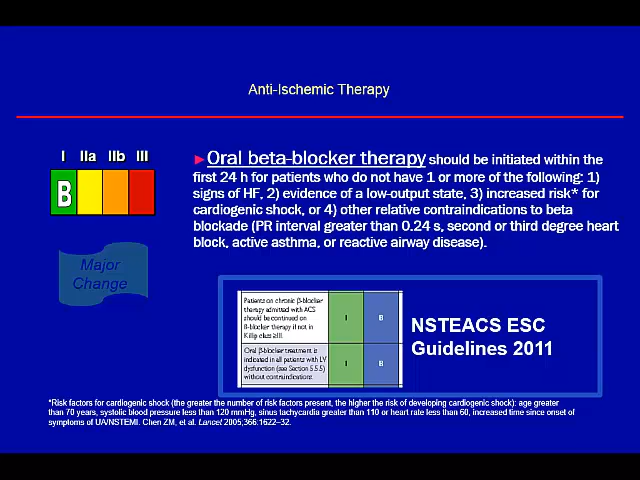 Anti-Ischemic Therapy
I IIa IIb III
B
►Oral beta-blocker therapy should be initiated within the
first 24 h for patients who do not have 1 or more of the following: 1)
signs of HF, 2) evidence of a low-output state, 3) increased risk* for
cardiogenic shock, or 4) other relative contraindications to beta
blockade (PR interval greater than 0.24 s, second or third degree heart
block, active asthma, or reactive airway disease).
Major
Change
Patients on chronic β-blocker
therapy admitted with ACS
should be continued on
β-blocker therapy if not in
Killip class ≥III.
I B
Oral β-blocker treatment is
indicated in all patients with LV
dysfunction (see Section 5.5.5)
without contraindications.
I B
NSTEACS ESC
Guidelines 2011
*Risk factors for cardiogenic shock (the greater the number of risk factors present, the higher the risk of developing cardiogenic shock): age greater
than 70 years, systolic blood pressure less than 120 mmHg, sinus tachycardia greater than 110 or heart rate less than 60, increased time since onset of
symptoms of UA/NSTEMI. Chen ZM, et al. Lancet 2005;366:1622–32.